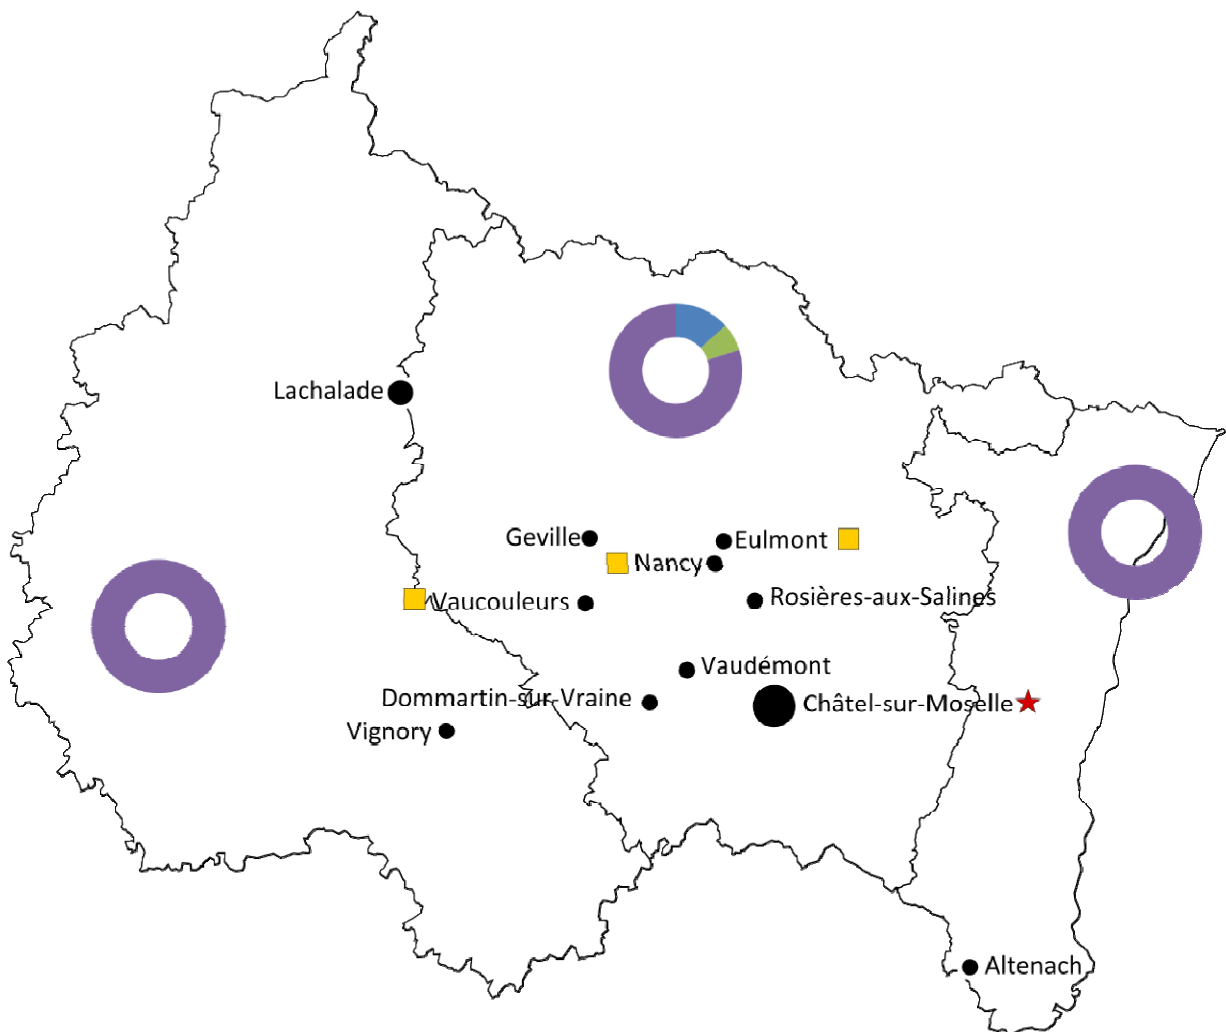 Lachalade
Geville
Eulmont
Nancy
Vaucouleurs
Rosières-aux-Salines
Vaudémont
Dommartin-sur-Vraine
Châtel-sur-Moselle
Vignory
Altenach